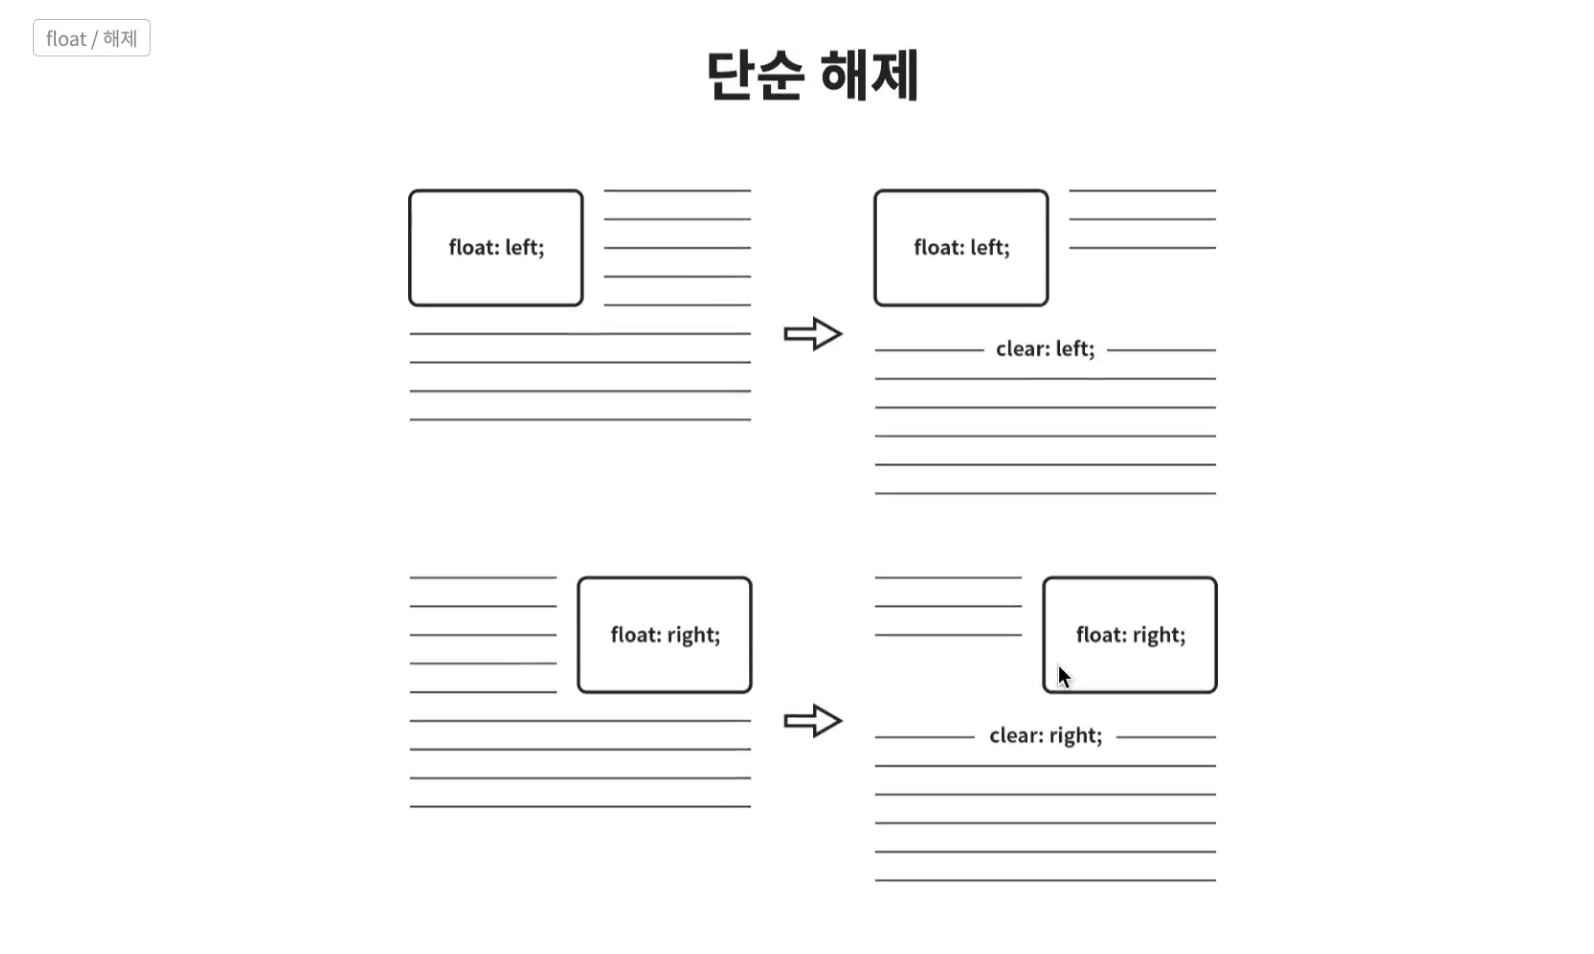 float / 해제
단순 해제
float: left;
float: left;
clear: left;
float: right;
float: right;
clear: right;